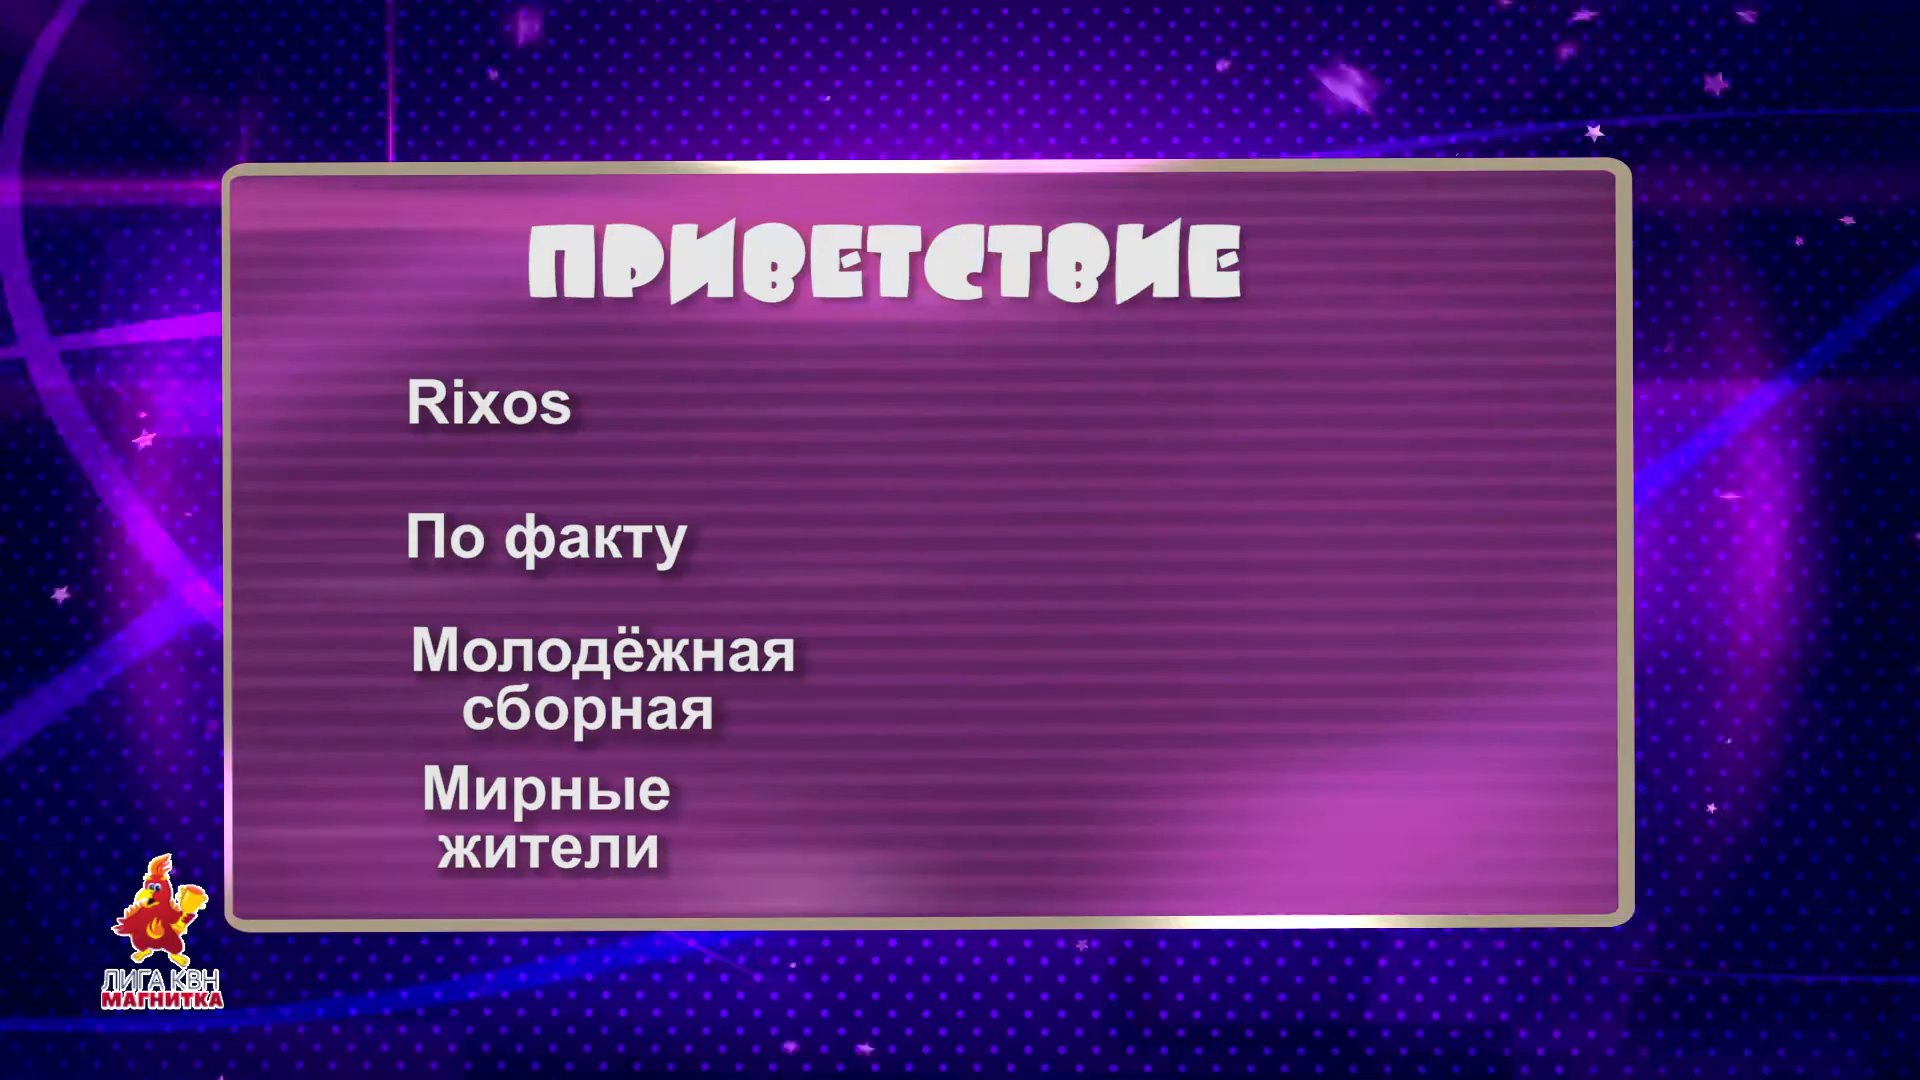 ПРИВЕТСТВИЕ
Rixos
По факту
Молодёжная
сборная
Мирные
жители
ЛИГА КВН
МАГНИТКА